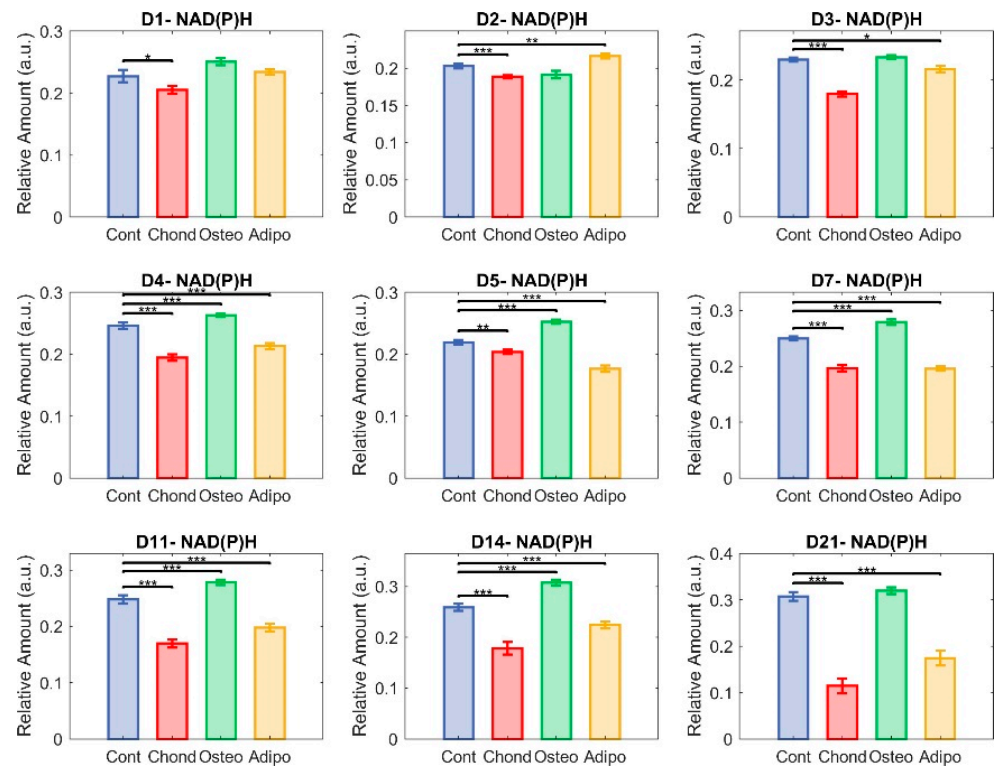 D1- NAD(P)H
D2- NAD(P)H
D3- NAD(P)H
Relative Amount (a.u.)
0.3
0.2
0.1
0
*
Cont Chond Osteo Adipo
Relative Amount (a.u.)
0.2
0.15
0.1
0.05
0
**
***
Cont Chond Osteo Adipo
Relative Amount (a.u.)
0.2
0.1
0
*
***
Cont Chond Osteo Adipo
D4- NAD(P)H
D5- NAD(P)H
D7- NAD(P)H
Relative Amount (a.u.)
0.3
0.2
0.1
0
***
***
***
Cont Chond Osteo Adipo
Relative Amount (a.u.)
0.3
0.2
0.1
0
***
***
**
Cont Chond Osteo Adipo
Relative Amount (a.u.)
0.3
0.2
0.1
0
***
***
***
Cont Chond Osteo Adipo
D11- NAD(P)H
D14- NAD(P)H
D21- NAD(P)H
Relative Amount (a.u.)
0.3
0.2
0.1
0
***
***
***
Cont Chond Osteo Adipo
Relative Amount (a.u.)
0.3
0.2
0.1
0
***
***
***
Cont Chond Osteo Adipo
Relative Amount (a.u.)
0.4
0.3
0.2
0.1
0
***
***
Cont Chond Osteo Adipo